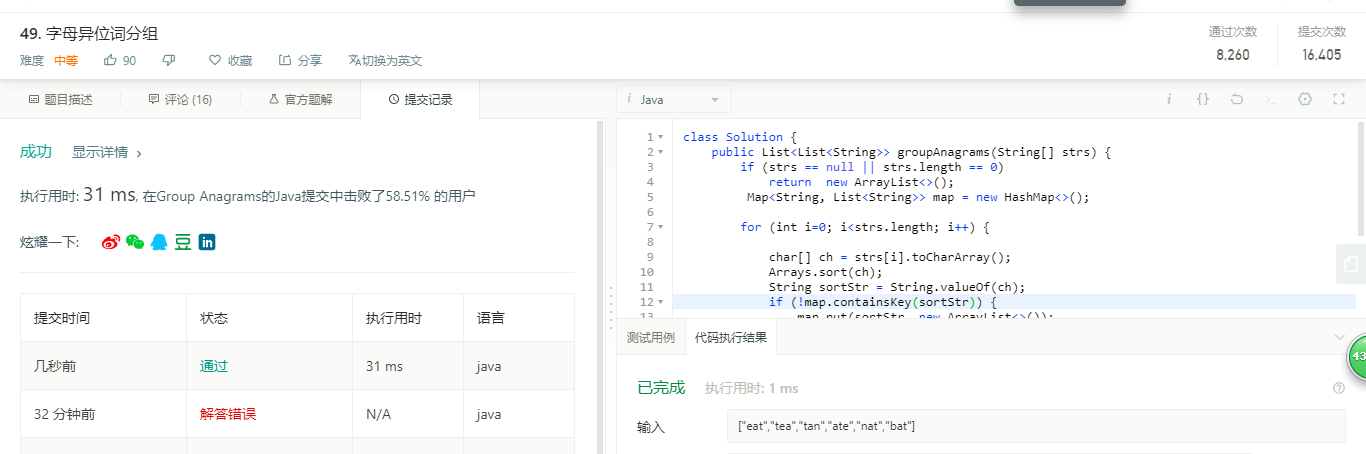 49. 字母异位词分组
难度 中等 90 收藏 分享 切换为英文
通过次数 提交次数
8,260 16,405
题目描述 评论 (16) 官方题解 提交记录
成功 显示详情 ›
执行用时: 31 ms, 在Group Anagrams的Java提交中击败了58.51% 的用户
炫耀一下:
提交时间 状态 执行用时 语言
几秒前 通过 31 ms java
32 分钟前 解答错误 N/A java
i Java
1 class Solution {
2 public List<List<String>> groupAnagrams(String[] strs) {
3 if (strs == null || strs.length == 0)
4 return  new ArrayList<>();
5 Map<String, List<String>> map = new HashMap<>();
6
7 for (int i=0; i<strs.length; i++) {
8
9 char[] ch = strs[i].toCharArray();
10 Arrays.sort(ch);
11 String sortStr = String.valueOf(ch);
12 if (!map.containsKey(sortStr)) {
13 map.put(sortStr, new ArrayList<>());
测试用例 代码执行结果
43
已完成 执行用时: 1 ms
输入 ["eat","tea","tan","ate","nat","bat"]